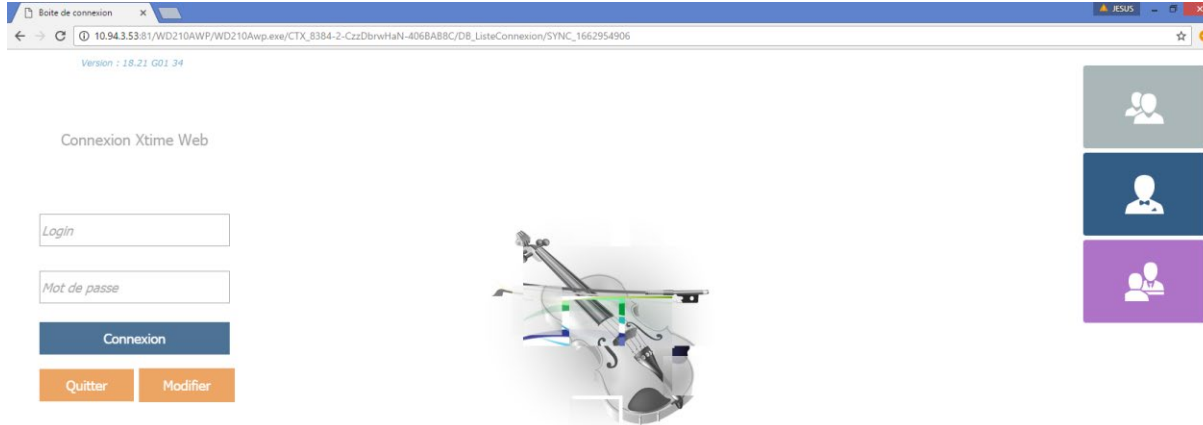 Boite de connexion
JESUS
10.94.3.53:81/WD210AWP/WD210Awp.exe/CTX_8384-2-CzzDbrwHaN-406BAB8C/DB_ListeConnexion/SYNC_1662954906
Version : 18.21 G01 34
Connexion Xtime Web
Login
Mot de passe
Connexion
Quitter Modifier